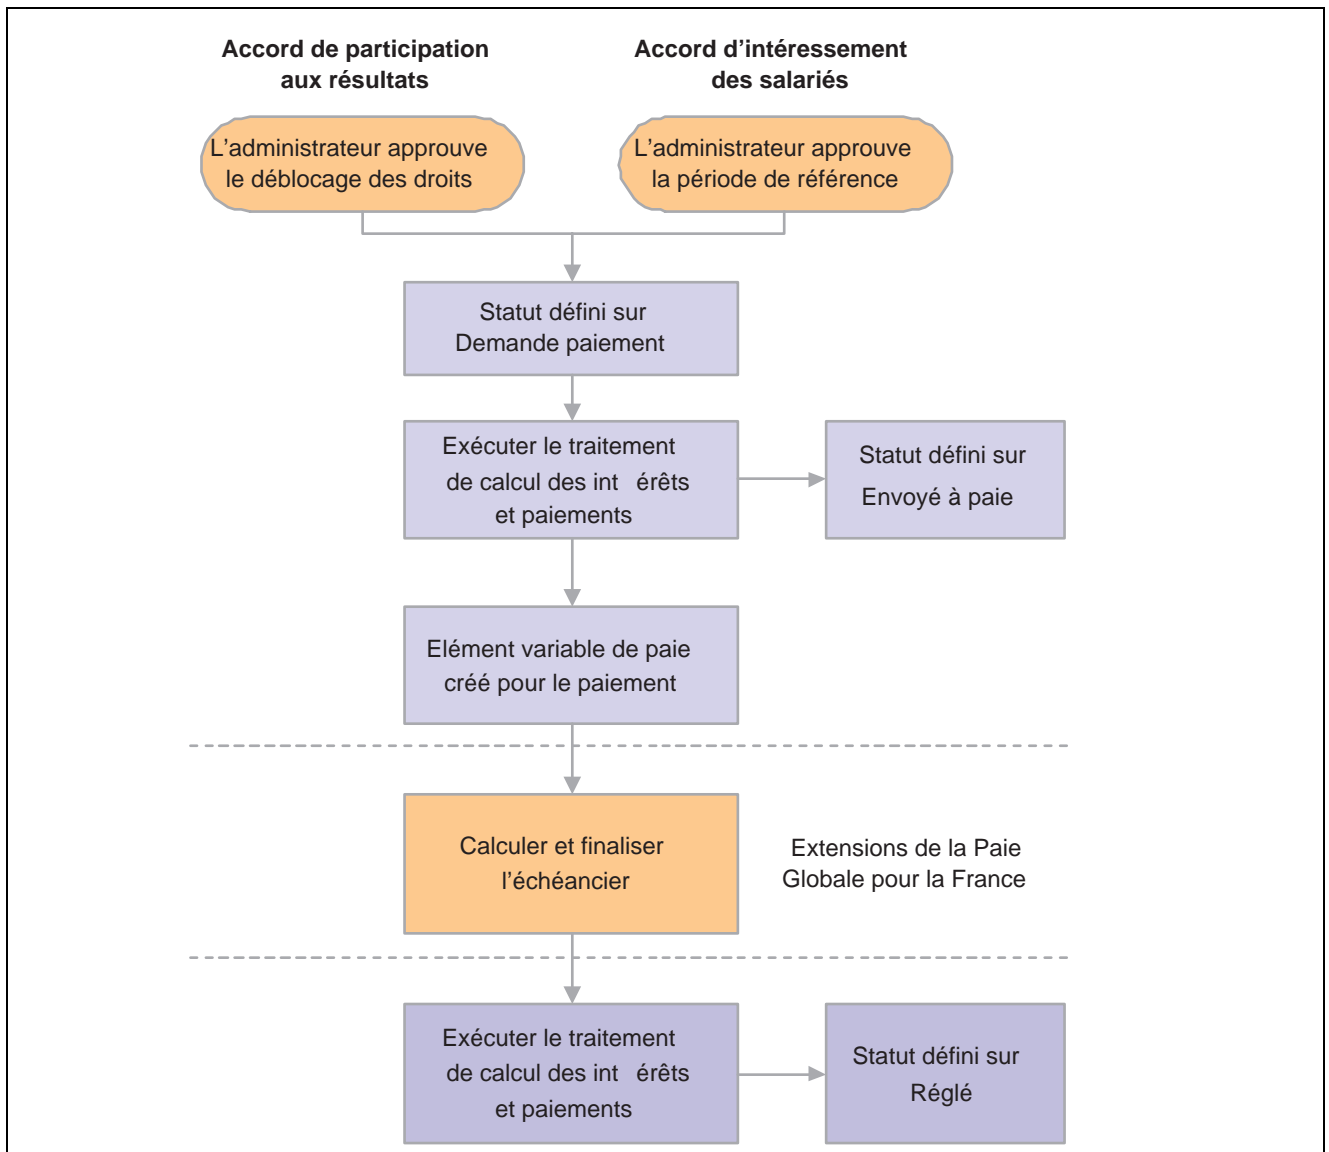 Accord de participation
aux résultats
Accord d’intéressement
des salariés
L’administrateur approuve
le déblocage des droits
L’administrateur approuve
la période de référence
Statut défini sur
Demande paiement
Exécuter le traitement
de calcul des int érêts
et paiements
Statut défini sur
Envoyé à paie
Elément variable de paie
créé pour le paiement
Calculer et finaliser
l’échéancier
Extensions de la Paie
Globale pour la France
Exécuter le traitement
de calcul des int érêts
et paiements
Statut défini sur
Réglé